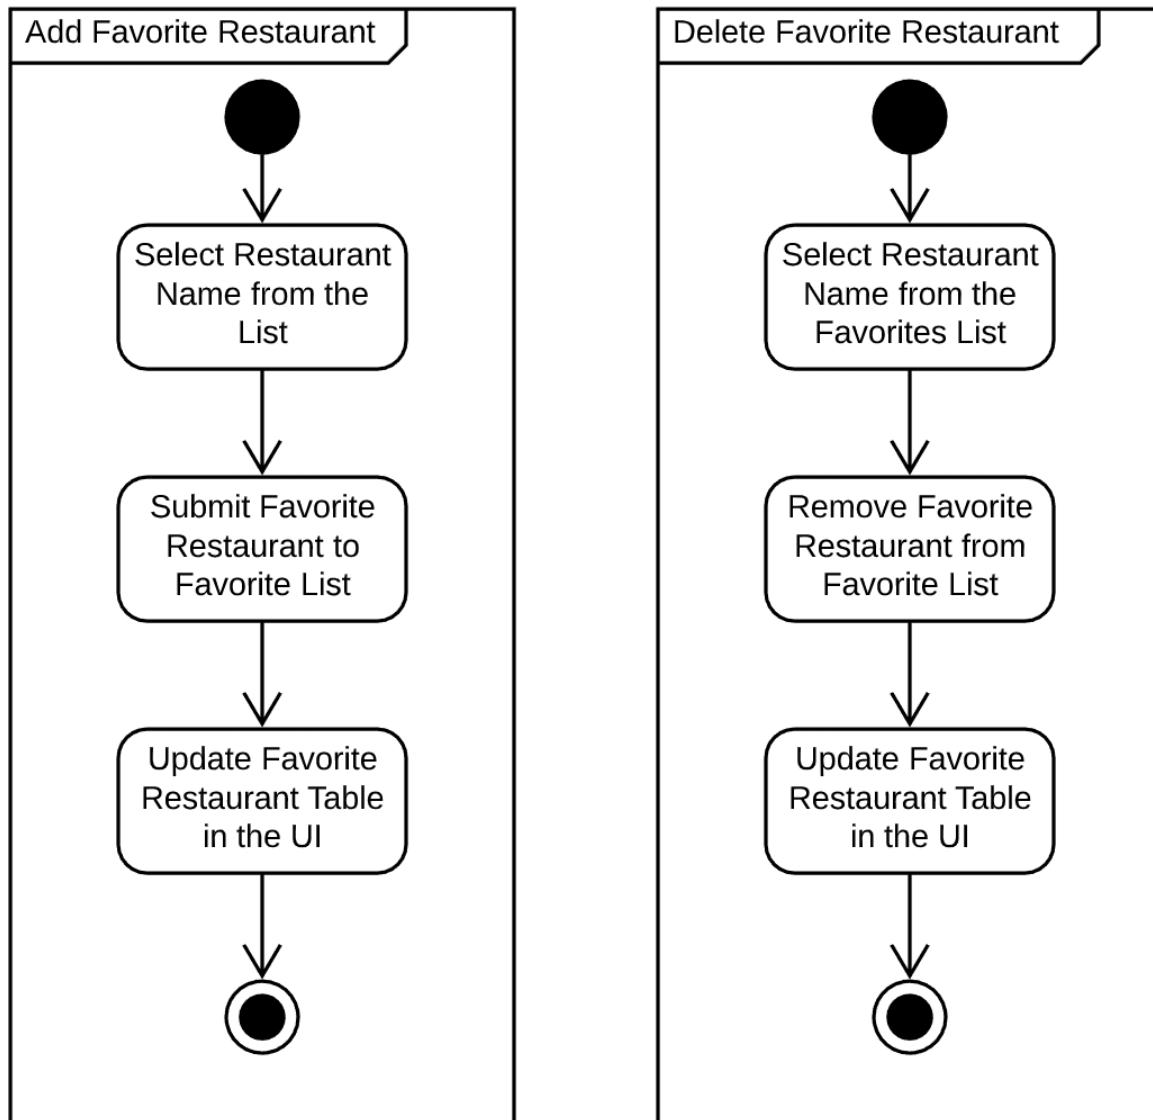 Add Favorite Restaurant
Select Restaurant
Name from the
List
Submit Favorite
Restaurant to
Favorite List
Update Favorite
Restaurant Table
in the UI
Delete Favorite Restaurant
Select Restaurant
Name from the
Favorites List
Remove Favorite
Restaurant from
Favorite List
Update Favorite
Restaurant Table
in the UI